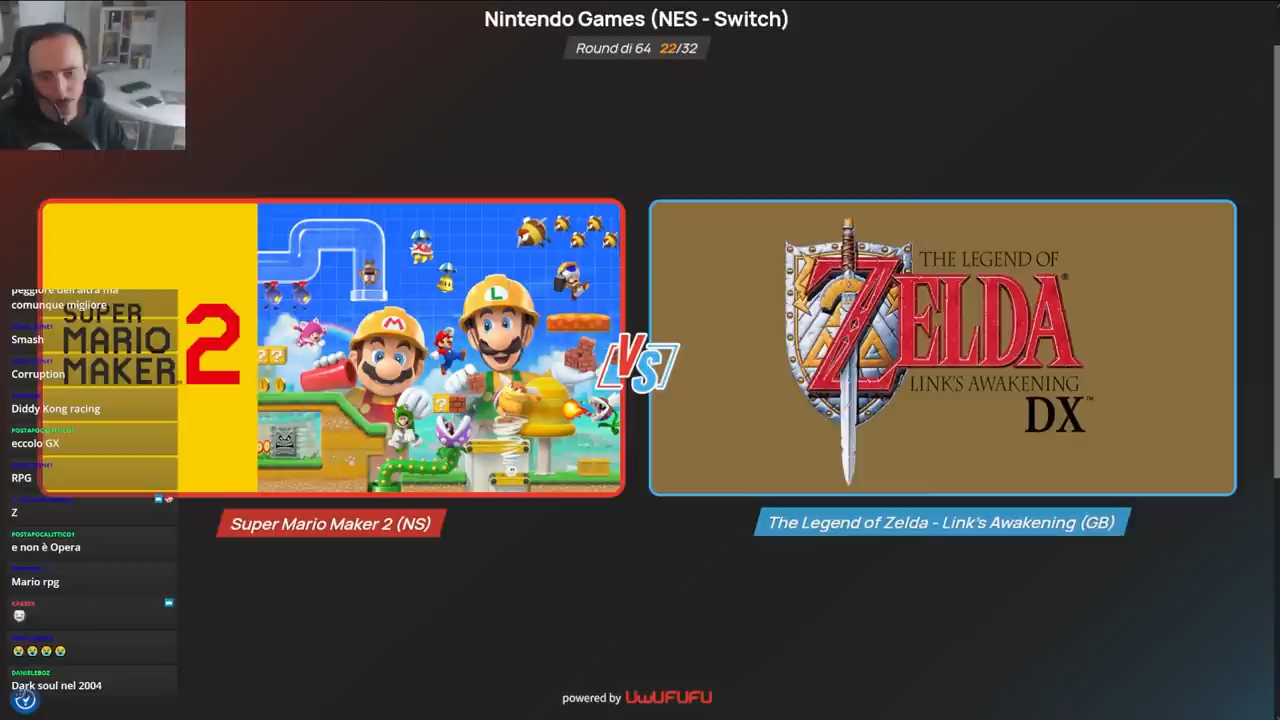 Nintendo Games (NES - Switch)
Round di 64 22/32
peggiore dell'altra ma
comunque migliore
Smash
Corruption
Diddy Kong racing
POSTAPOCALITTICO1
eccolo GX
RPG
Z
POSTAPOCALITTICO1
e non è Opera
Mario rpg
DANIELEBOZ
Dark soul nel 2004
SUPER
MARIO
MAKER 2
VS
THE LEGEND OF
ZELDA
LINK'S AWAKENING
DX™
Super Mario Maker 2 (NS)
The Legend of Zelda - Link's Awakening (GB)
powered by UWUFUFU